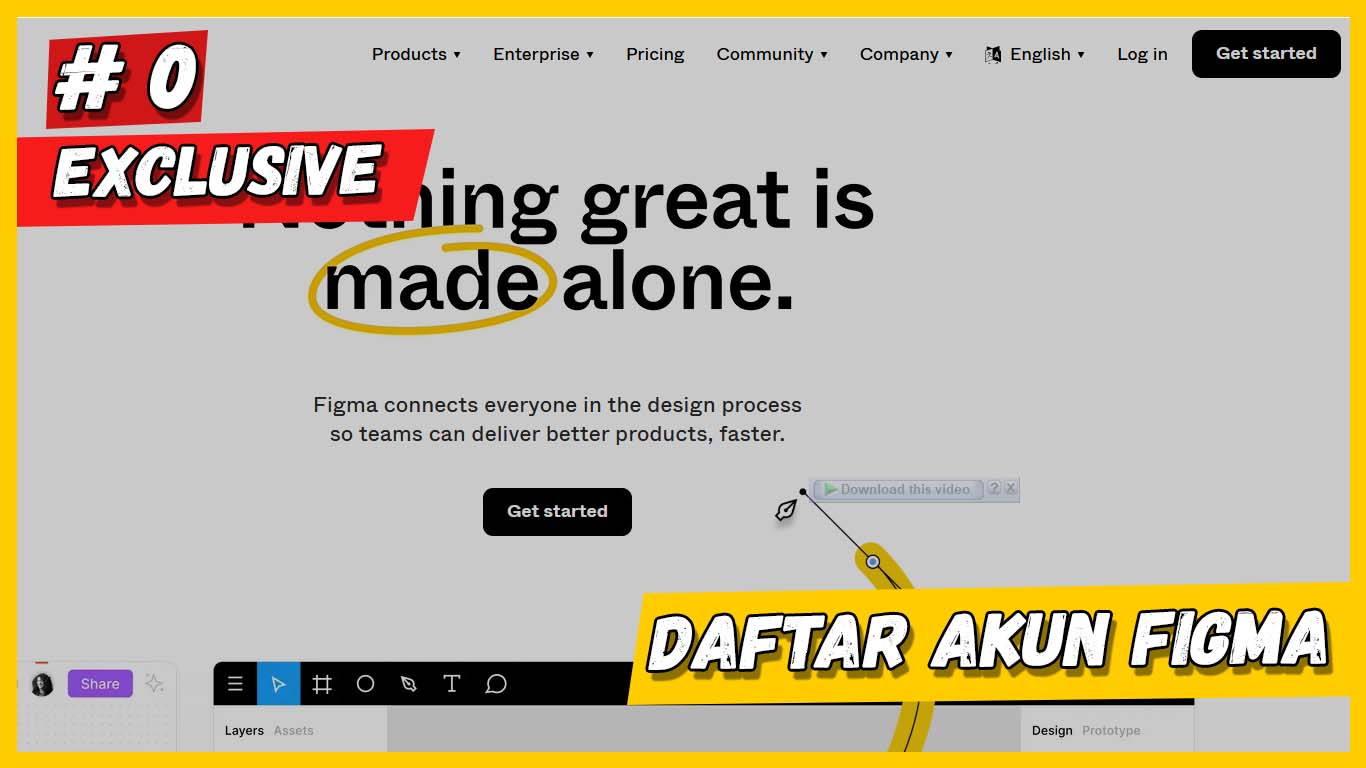 # 0
EXCLUSIVE
Products Enterprise Pricing Community Company English Log in Get started
Nothing great is
made alone.
Figma connects everyone in the design process
so teams can deliver better products, faster.
Get started
Download this video ? X
DAFTAR AKUN FIGMA
Share
T
Layers Assets
Design Prototype